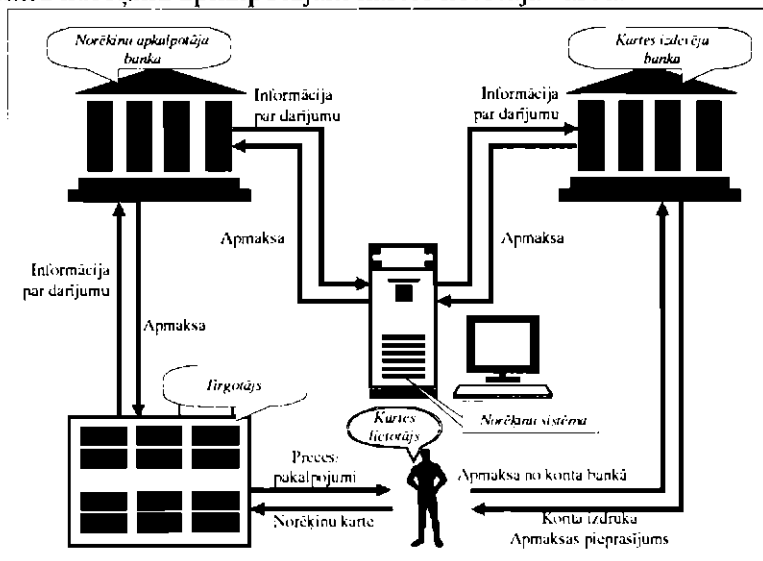 Norēķinu apkalpotāja
banka
Kartes izdevēja
banka
Informācija
par darījumu
Informācija
par darījumu
Apmaksa
Apmaksa
Informācija
par darījumu
Apmaksa
Tirgotājs
Norēķinu sistēma
Kartes
lietotājs
Preces,
pakalpojumi
Apmaksa no konta bankā
Norēķinu karte
Konta izdruka
Apmaksas pieprasījums